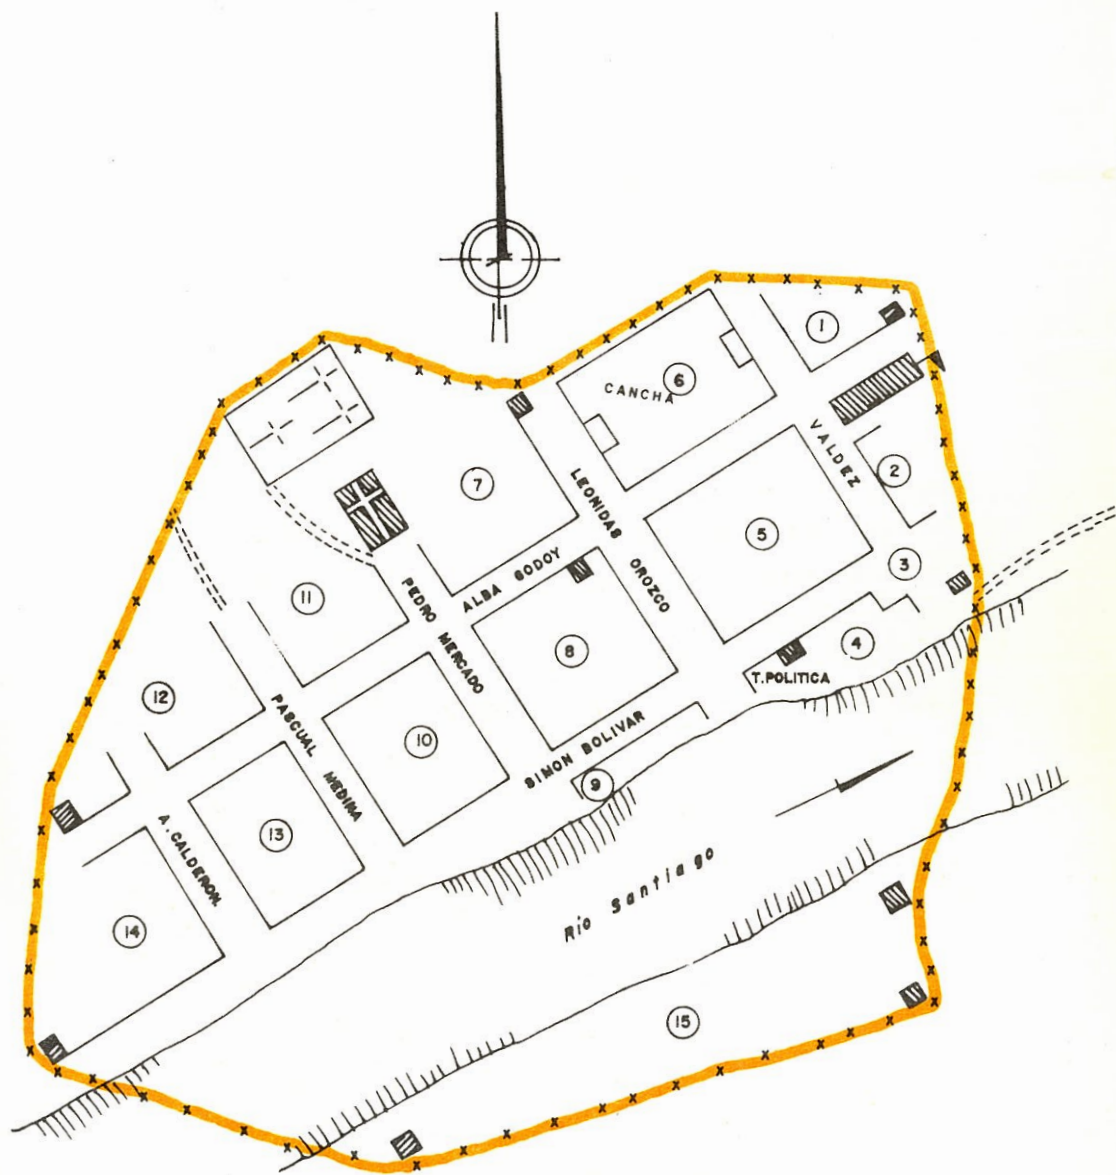 1
CANCHA
6
VALDEZ
2
7
LEONIDAS OROZCO
5
3
ALBA GODOY
11
PEDRO MERCADO
8
4
T. POLITICA
12
PASCUAL MEDINA
10
SIMON BOLIVAR
9
13
A. CALDERON.
Río Santiago
14
15